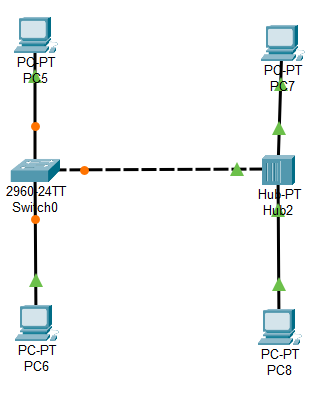 PC-PT
PC5
PC-PT
PC7
2960-24TT
Switch0
Hub-PT
Hub2
PC-PT
PC6
PC-PT
PC8